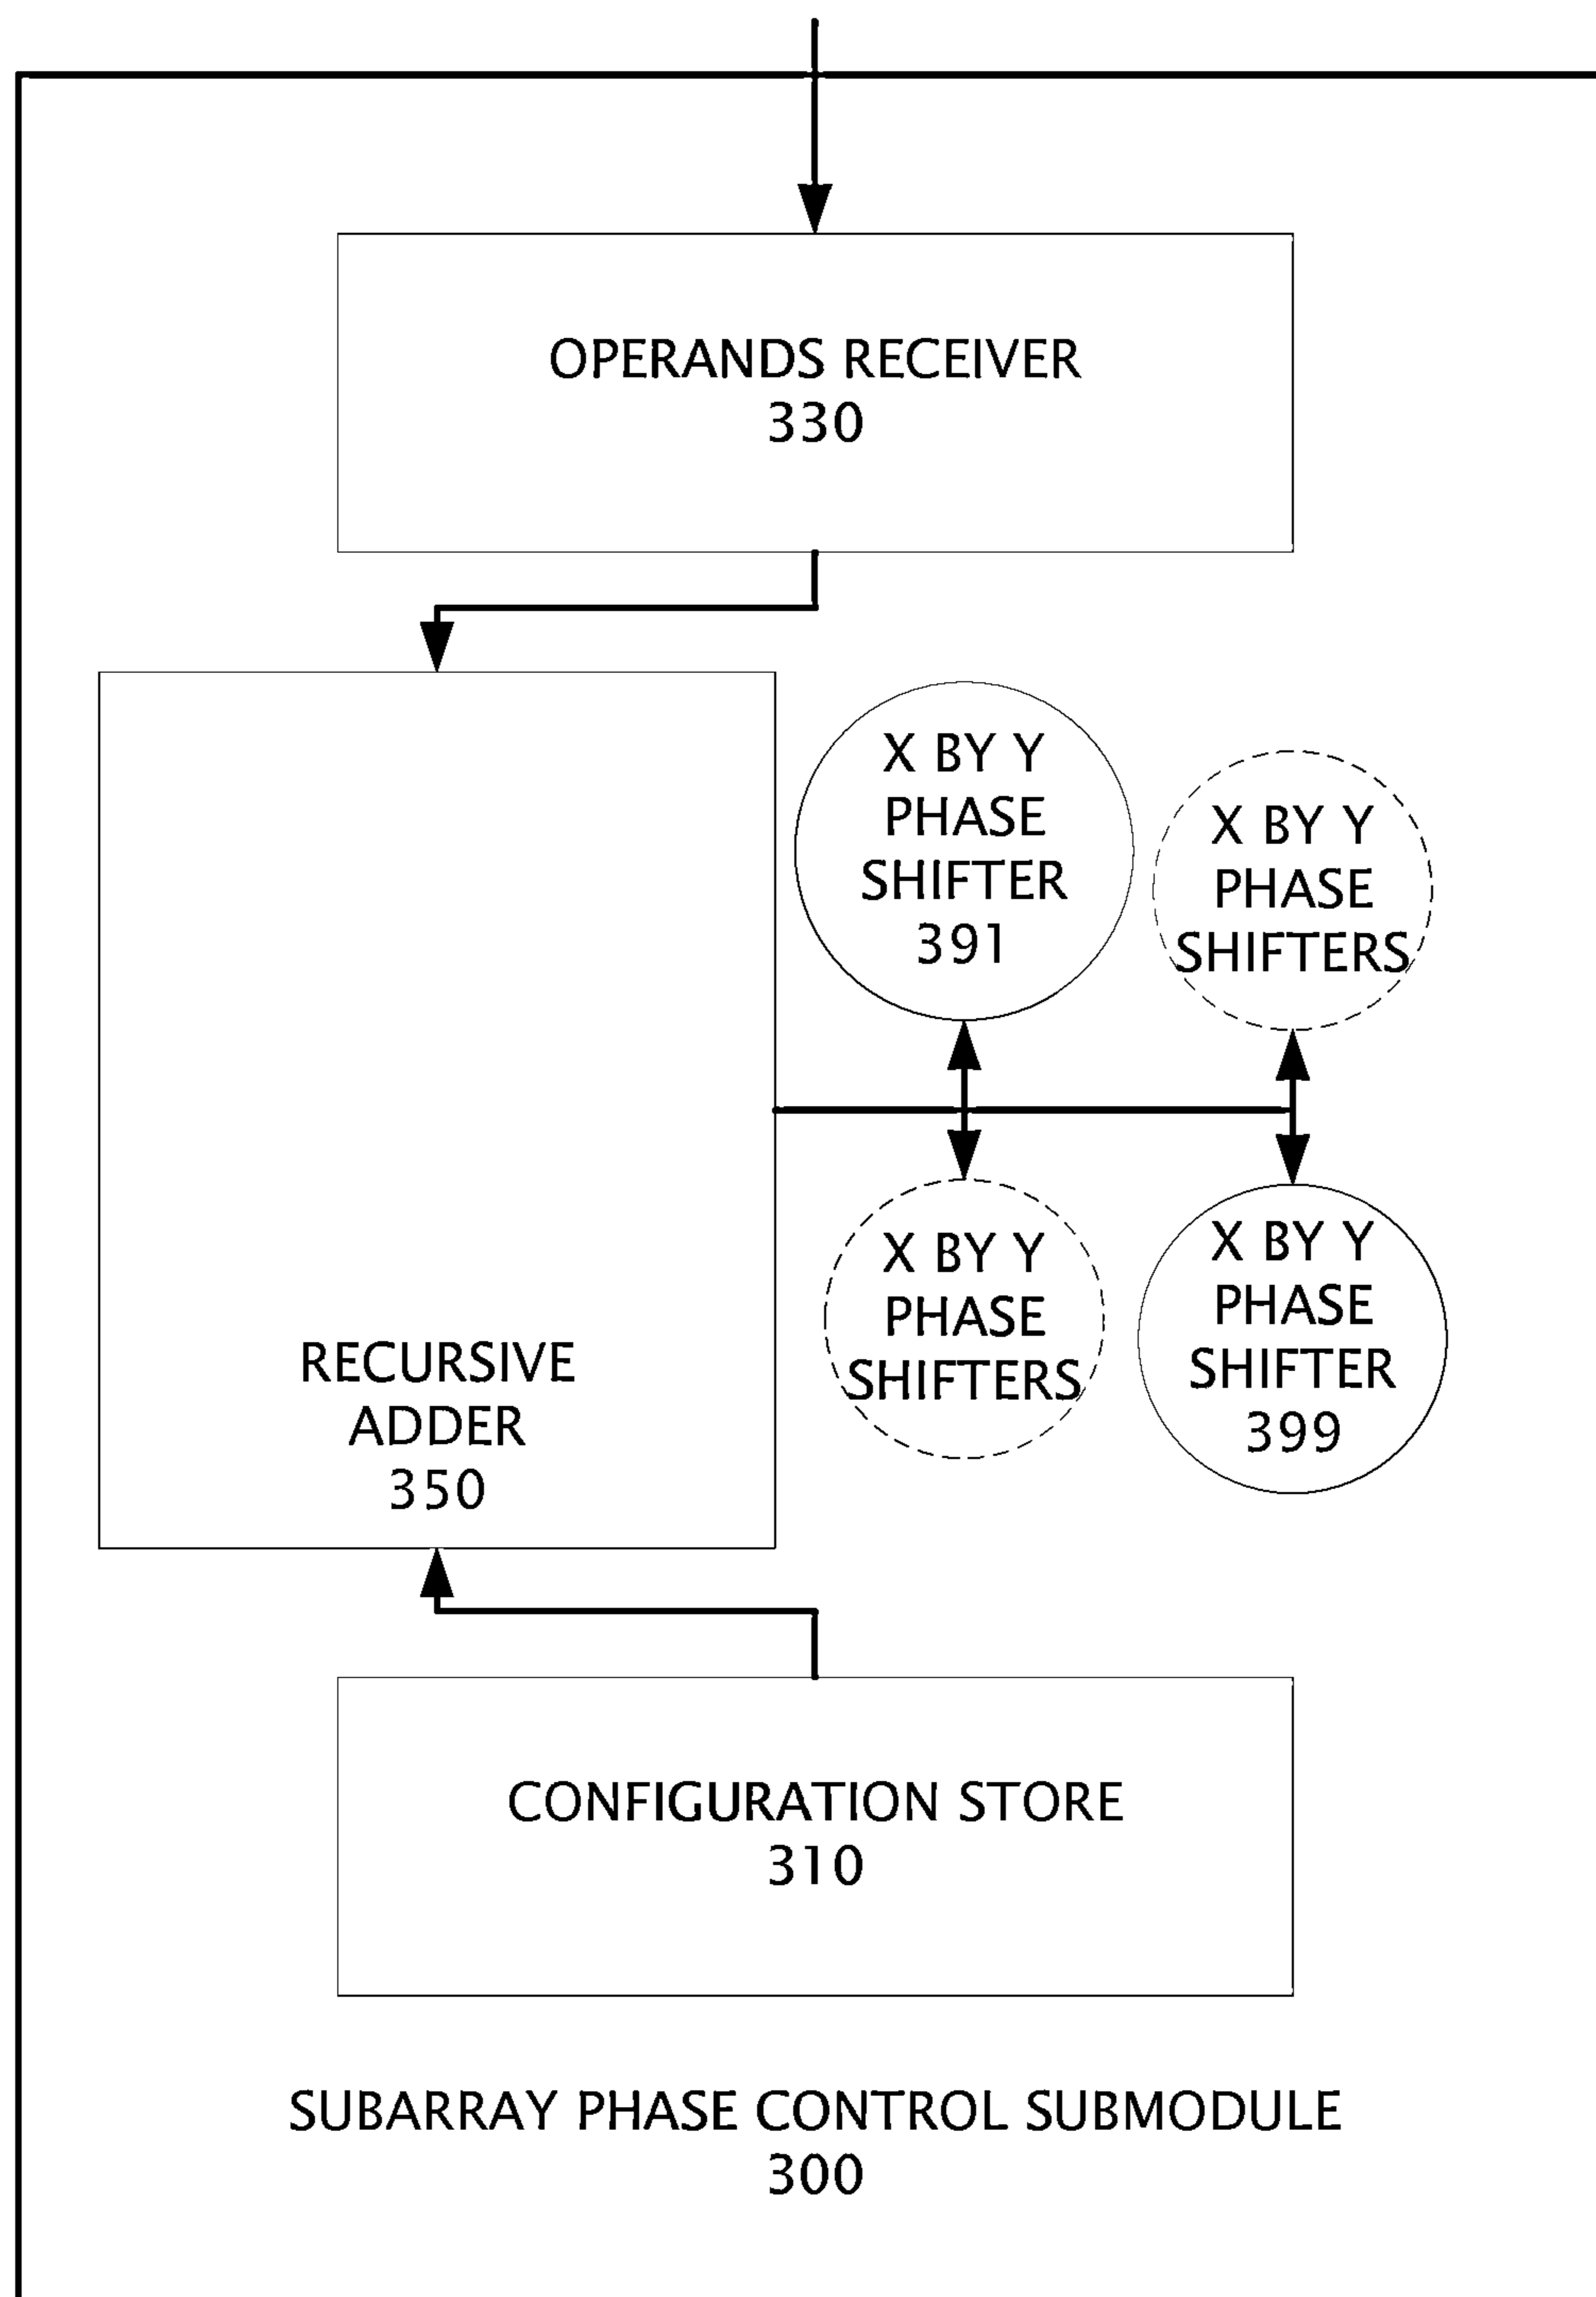 OPERANDS RECEIVER
330
X BY Y
PHASE
SHIFTER
391
X BY Y
PHASE
SHIFTERS
X BY Y
PHASE
SHIFTERS
X BY Y
PHASE
SHIFTER
399
RECURSIVE
ADDER
350
CONFIGURATION STORE
310
SUBARRAY PHASE CONTROL SUBMODULE
300